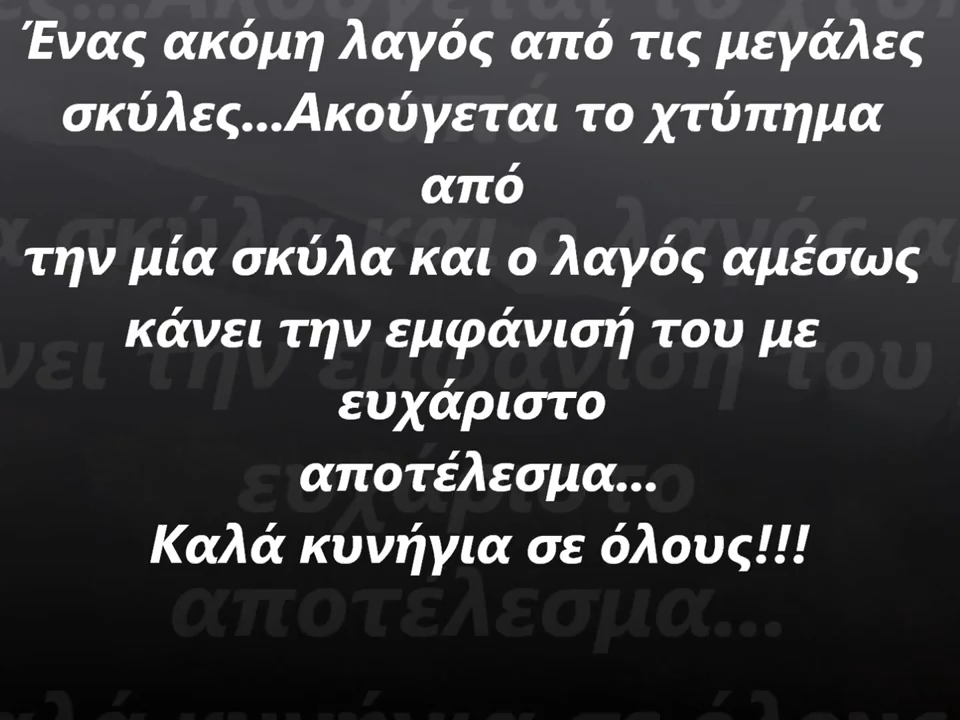 Ένας ακόμη λαγός από τις μεγάλες
σκύλες...Ακούγεται το χτύπημα
από
την μία σκύλα και ο λαγός αμέσως
κάνει την εμφάνισή του με
ευχάριστο
αποτέλεσμα...
Καλά κυνήγια σε όλους!!!